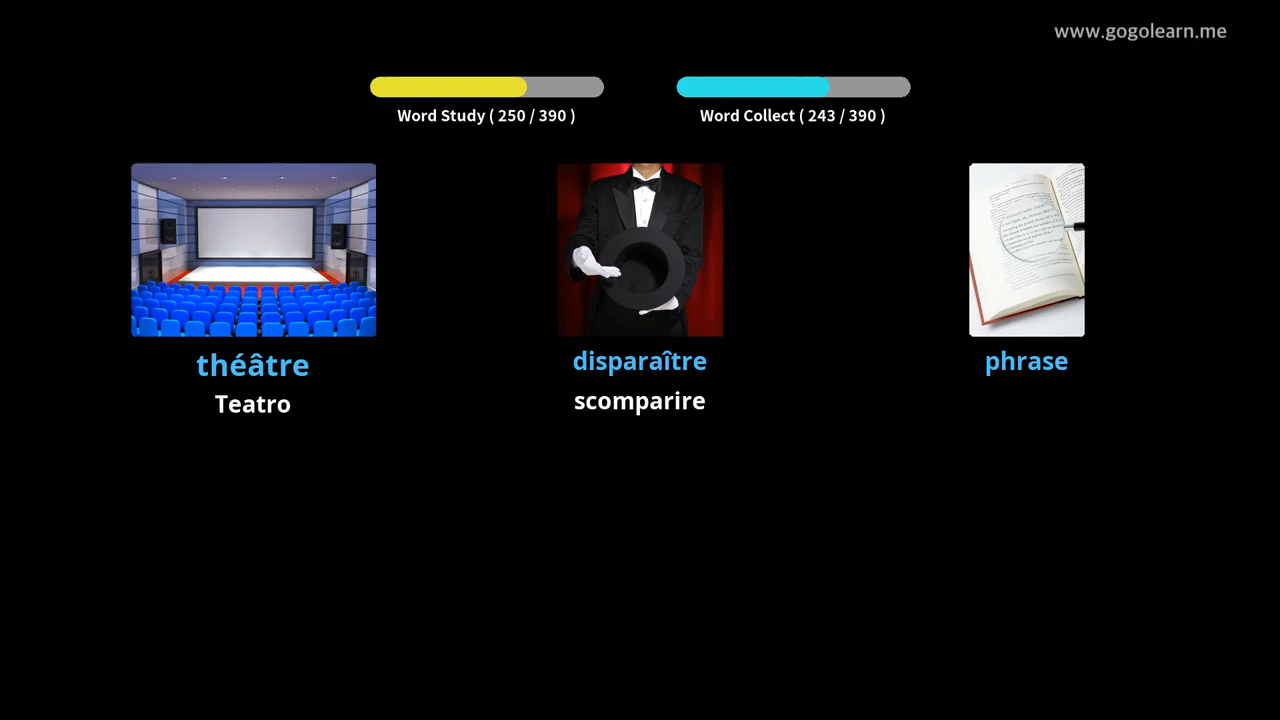 www.gogolearn.me
Word Study ( 250 / 390 )
Word Collect ( 243 / 390 )
théâtre
Teatro
disparaître
scomparire
phrase